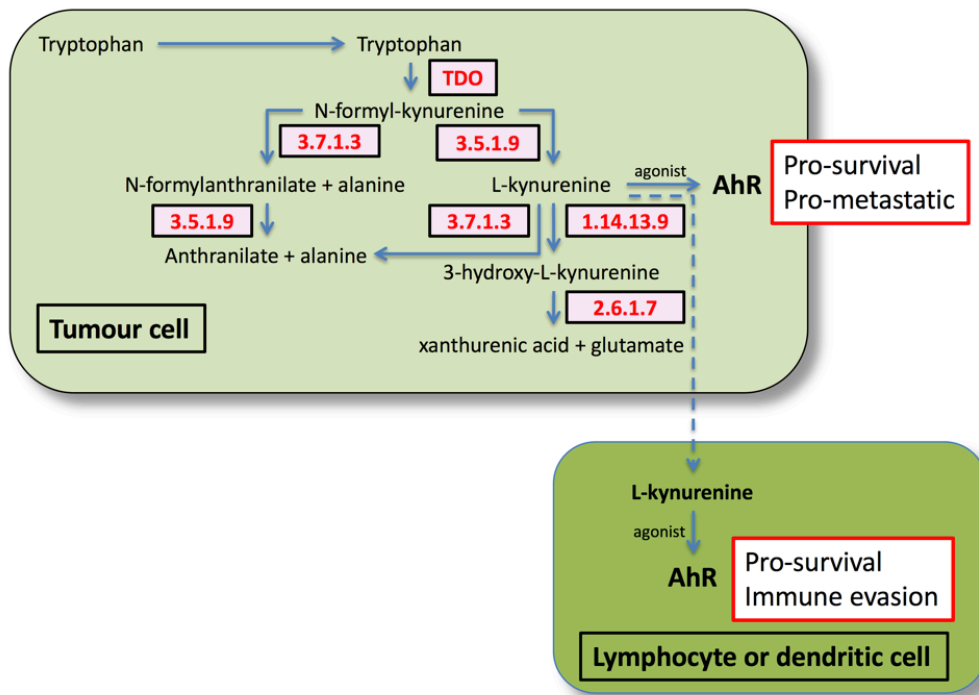 Tryptophan
Tryptophan
TDO
N-formyl-kynurenine
3.7.1.3
3.5.1.9
N-formylanthranilate + alanine
L-kynurenine
agonist
AhR
Pro-survival
Pro-metastatic
3.5.1.9
3.7.1.3
1.14.13.9
Anthranilate + alanine
3-hydroxy-L-kynurenine
2.6.1.7
Tumour cell
xanthurenic acid + glutamate
L-kynurenine
agonist
AhR
Pro-survival
Immune evasion
Lymphocyte or dendritic cell